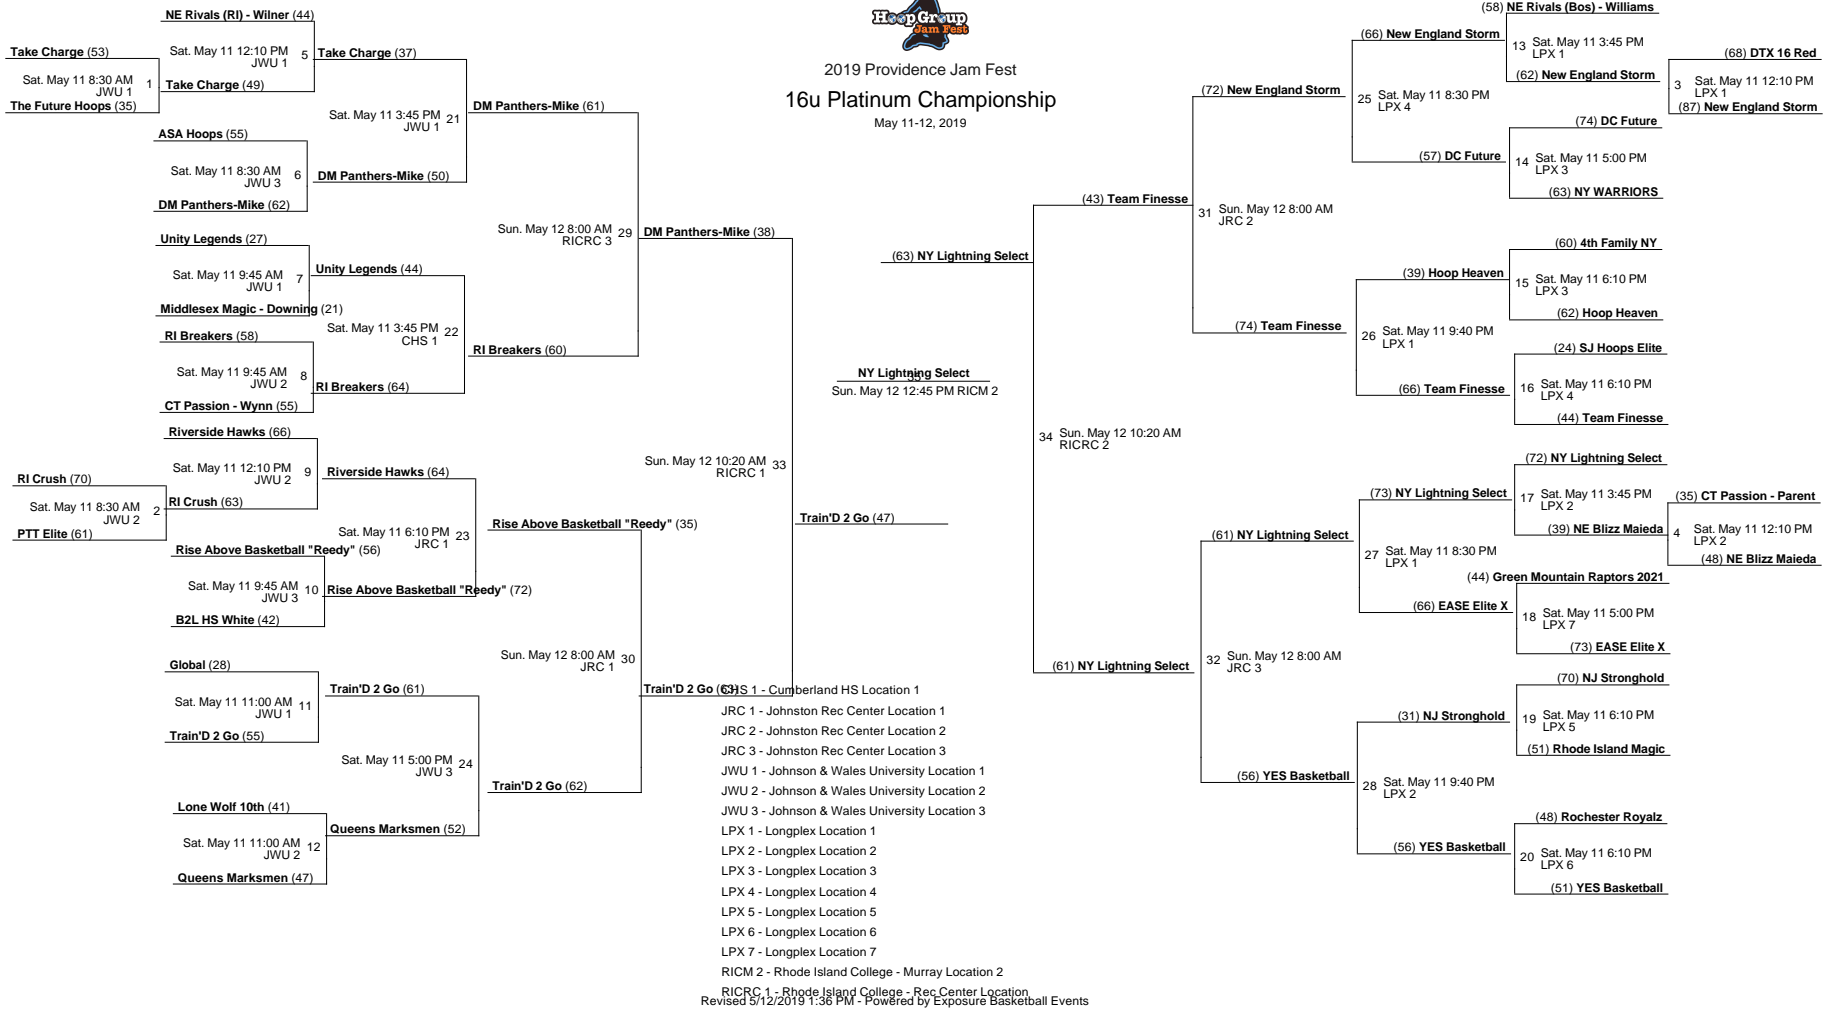 HoopGroup
Jam Fest
2019 Providence Jam Fest
16u Platinum Championship
May 11-12, 2019
NE Rivals (RI) - Wilner (44)
Take Charge (53)
Sat. May 11 8:30 AM 1
JWU 1
The Future Hoops (35)
Sat. May 11 12:10 PM 5
JWU 1
Take Charge (49)
Take Charge (37)
ASA Hoops (55)
Sat. May 11 8:30 AM 6
JWU 3
DM Panthers-Mike (62)
Sat. May 11 3:45 PM 21
JWU 1
DM Panthers-Mike (50)
DM Panthers-Mike (61)
Unity Legends (27)
Sat. May 11 9:45 AM 7
JWU 1
Middlesex Magic - Downing (21)
Unity Legends (44)
RI Breakers (58)
Sat. May 11 9:45 AM 8
JWU 2
CT Passion - Wynn (55)
Sat. May 11 3:45 PM 22
CHS 1
RI Breakers (64)
RI Breakers (60)
Sun. May 12 8:00 AM 29
RICRC 3
DM Panthers-Mike (38)
Riverside Hawks (66)
RI Crush (70)
Sat. May 11 8:30 AM 2
JWU 2
PTT Elite (61)
Sat. May 11 12:10 PM 9
JWU 2
RI Crush (63)
Riverside Hawks (64)
Rise Above Basketball "Reedy" (56)
Sat. May 11 9:45 AM 10
JWU 3
B2L HS White (42)
Sat. May 11 6:10 PM 23
JRC 1
Rise Above Basketball "Reedy" (72)
Rise Above Basketball "Reedy" (35)
Global (28)
Sat. May 11 11:00 AM 11
JWU 1
Train'D 2 Go (55)
Train'D 2 Go (61)
Lone Wolf 10th (41)
Sat. May 11 11:00 AM 12
JWU 2
Queens Marksmen (47)
Sat. May 11 5:00 PM 24
JWU 3
Queens Marksmen (52)
Train'D 2 Go (62)
Sun. May 12 8:00 AM 30
JRC 1
Train'D 2 Go (63)
Sun. May 12 10:20 AM 33
RICRC 1
Train'D 2 Go (47)
NY Lightning Select
35
Sun. May 12 12:45 PM RICM 2
(63) NY Lightning Select
34 Sun. May 12 10:20 AM
RICRC 2
(43) Team Finesse
31 Sun. May 12 8:00 AM
JRC 2
(72) New England Storm
(66) New England Storm
25 Sat. May 11 8:30 PM
LPX 4
(57) DC Future
(58) NE Rivals (Bos) - Williams
13 Sat. May 11 3:45 PM
LPX 1
(62) New England Storm
(68) DTX 16 Red
3 Sat. May 11 12:10 PM
LPX 1
(87) New England Storm
(74) DC Future
14 Sat. May 11 5:00 PM
LPX 3
(63) NY WARRIORS
(74) Team Finesse
(39) Hoop Heaven
26 Sat. May 11 9:40 PM
LPX 1
(66) Team Finesse
(60) 4th Family NY
15 Sat. May 11 6:10 PM
LPX 3
(62) Hoop Heaven
(24) SJ Hoops Elite
16 Sat. May 11 6:10 PM
LPX 4
(44) Team Finesse
(61) NY Lightning Select
32 Sun. May 12 8:00 AM
JRC 3
(61) NY Lightning Select
(73) NY Lightning Select
27 Sat. May 11 8:30 PM
LPX 1
(66) EASE Elite X
(72) NY Lightning Select
17 Sat. May 11 3:45 PM
LPX 2
(39) NE Blizz Maieda
(35) CT Passion - Parent
4 Sat. May 11 12:10 PM
LPX 2
(48) NE Blizz Maieda
(44) Green Mountain Raptors 2021
18 Sat. May 11 5:00 PM
LPX 7
(73) EASE Elite X
(56) YES Basketball
(31) NJ Stronghold
28 Sat. May 11 9:40 PM
LPX 2
(56) YES Basketball
(70) NJ Stronghold
19 Sat. May 11 6:10 PM
LPX 5
(51) Rhode Island Magic
(48) Rochester Royalz
20 Sat. May 11 6:10 PM
LPX 6
(51) YES Basketball
CHS 1 - Cumberland HS Location 1
JRC 1 - Johnston Rec Center Location 1
JRC 2 - Johnston Rec Center Location 2
JRC 3 - Johnston Rec Center Location 3
JWU 1 - Johnson & Wales University Location 1
JWU 2 - Johnson & Wales University Location 2
JWU 3 - Johnson & Wales University Location 3
LPX 1 - Longplex Location 1
LPX 2 - Longplex Location 2
LPX 3 - Longplex Location 3
LPX 4 - Longplex Location 4
LPX 5 - Longplex Location 5
LPX 6 - Longplex Location 6
LPX 7 - Longplex Location 7
RICM 2 - Rhode Island College - Murray Location 2
RICRC 1 - Rhode Island College - Rec Center Location
Revised 5/12/2019 1:36 PM - Powered by Exposure Basketball Events